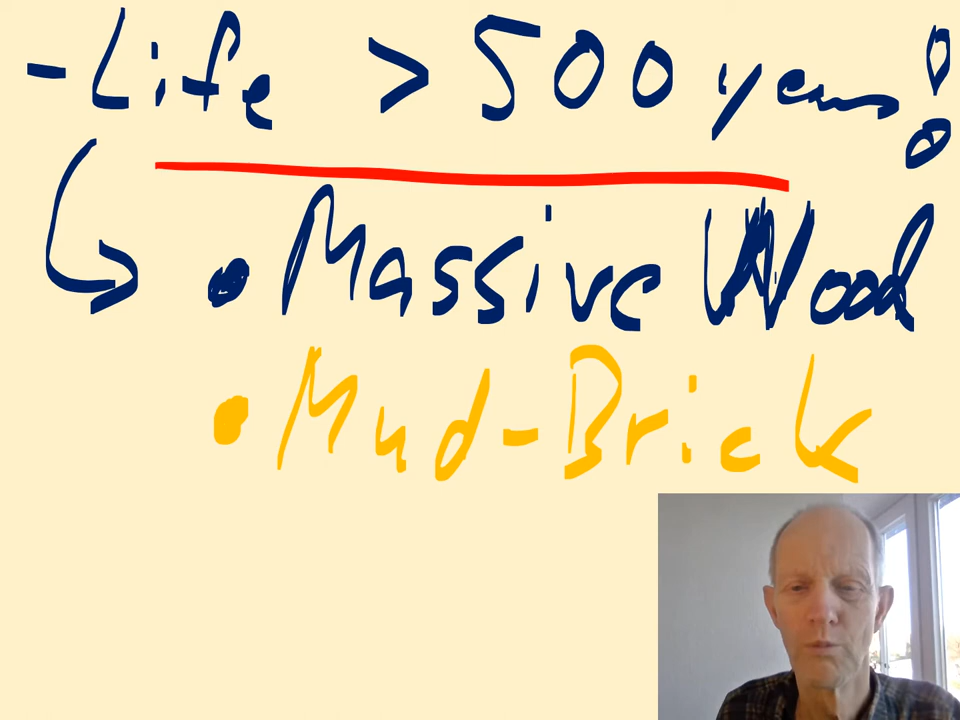 - Life > 500 years!
↳ • Massive Wood
• Mud-Brick